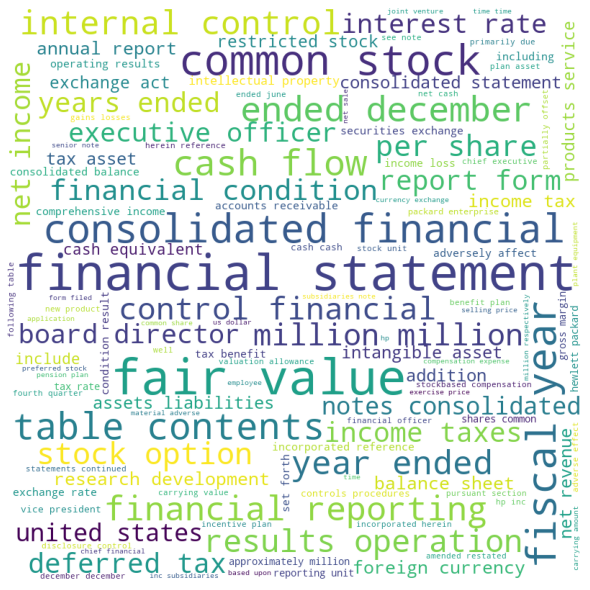 joint venture
time time
internal control
interest rate
restricted stock
see note
primarily due
annual report
common stock
including
operating results
consolidated statement
plan asset
exchange act
intellectual property
years ended
ended june
ended december
net cash
gains losses
net sales
executive officer
securities exchange
per share
partially offset
products service
net income
senior note
herein reference
tax asset
cash flow
income loss
chief executive
consolidated balance
financial condition
report form
currency exchange
income tax
comprehensive income
accounts receivable
packard enterprise
consolidated financial
cash equivalent
cash cash
stock unit
adversely affect
plant equipment
following table
financial statement
form filed
subsidiaries note
benefit plan
new product
us dollar
control financial
selling price
application
common share
gross margin
million respectively
hewlett packard
board director
million million
well
hp
condition result
tax benefit
intangible asset
include
valuation allowance
compensation expense
preferred stock
pension plan
fair value
addition
tax rate
employee
stockbased compensation
exercise price
fourth quarter
assets liabilities
notes consolidated
fiscal year
material adverse
shares common
table contents
financial officer
income taxes
incorporated reference
stock option
statements continued
year ended
net revenue
adverse effect
research development
set forth
time
balance sheet
controls procedures
pursuant section
exchange rate
carrying value
hp inc
vice president
financial reporting
incentive plan
incorporated herein
carrying amount
united states
results operation
disclosure control
amended restated
chief financial
deferred tax
approximately million
foreign currency
december december
inc subsidiaries
based upon
reporting unit